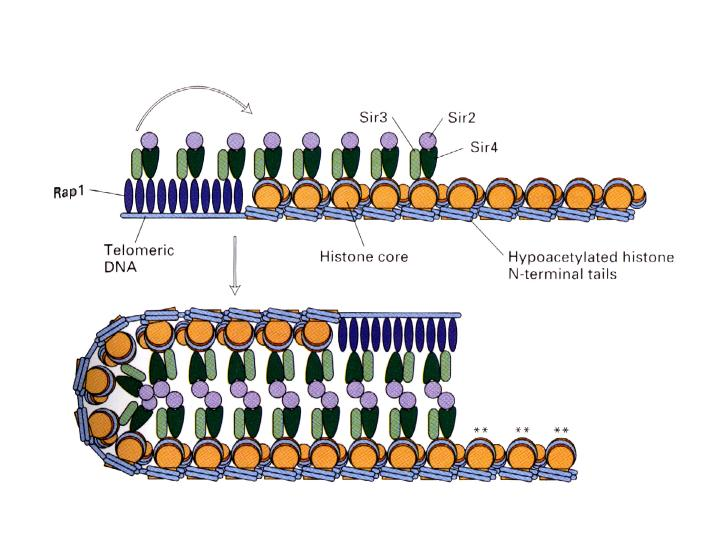 Sir3
Sir2
Sir4
Rap1
Telomeric
DNA
Histone core
Hypoacetylated histone
N-terminal tails
** ** **